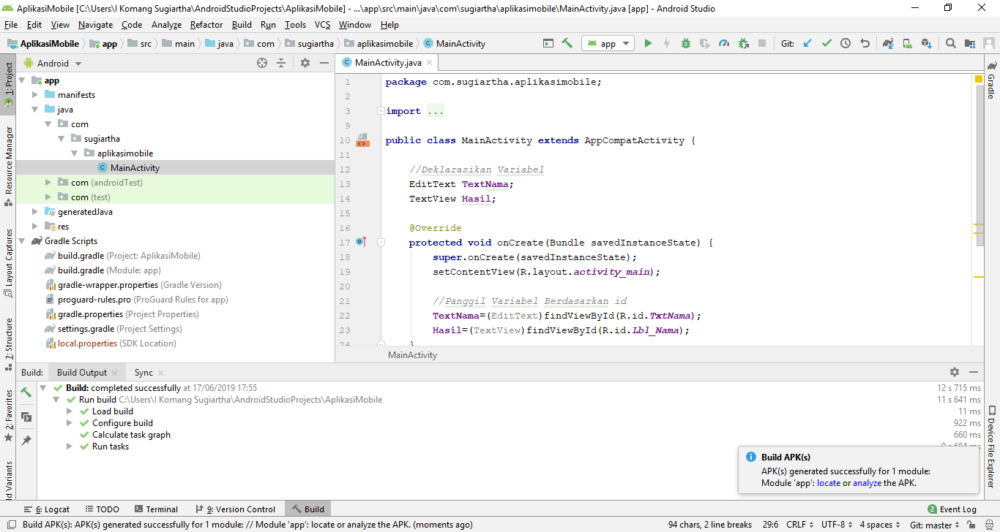 AplikasiMobile [C:\Users\I Komang Sugiartha\AndroidStudioProjects\AplikasiMobile] - ...\app\src\main\java\com\sugiartha\aplikasimobile\MainActivity.java [app] - Android Studio
File Edit View Navigate Code Analyze Refactor Build Run Tools VCS Window Help
AplikasiMobile app src main java com sugiartha aplikasimobile MainActivity app Git:
1: Project
Resource Manager
Layout Captures
7: Structure
2: Favorites
d Variants
Android
app
manifests
java
com
sugiartha
aplikasimobile
MainActivity
com (androidTest)
com (test)
generatedJava
res
Gradle Scripts
build.gradle (Project: AplikasiMobile)
build.gradle (Module: app)
gradle-wrapper.properties (Gradle Version)
proguard-rules.pro (ProGuard Rules for app)
gradle.properties (Project Properties)
settings.gradle (Project Settings)
local.properties (SDK Location)
MainActivity.java
1 package com.sugiartha.aplikasimobile;
2
3 import ...
9
10 public class MainActivity extends AppCompatActivity {
11
12 //Deklarasikan Variabel
13 EditText TextNama;
14 TextView Hasil;
15
16 @Override
17 protected void onCreate(Bundle savedInstanceState) {
18 super.onCreate(savedInstanceState);
19 setContentView(R.layout.activity_main);
20
21 //Panggil Variabel Berdasarkan id
22 TextNama=(EditText)findViewById(R.id.TxtNama);
23 Hasil=(TextView)findViewById(R.id.Lbl_Nama);
24 }
MainActivity
Gradle
Device File Explorer
Build: Build Output Sync
Build: completed successfully at 17/06/2019 17:55 12 s 715 ms
Run build C:\Users\I Komang Sugiartha\AndroidStudioProjects\AplikasiMobile 11 s 641 ms
Load build 11 ms
Configure build 922 ms
Calculate task graph 660 ms
Run tasks 9 s 684 ms
Build APK(s)
APK(s) generated successfully for 1 module:
Module 'app': locate or analyze the APK.
6: Logcat TODO Terminal 9: Version Control Build 2 Event Log
Build APK(s): APK(s) generated successfully for 1 module: // Module 'app': locate or analyze the APK. (moments ago) 94 chars, 2 line breaks 29:6 CRLF UTF-8 4 spaces Git: master